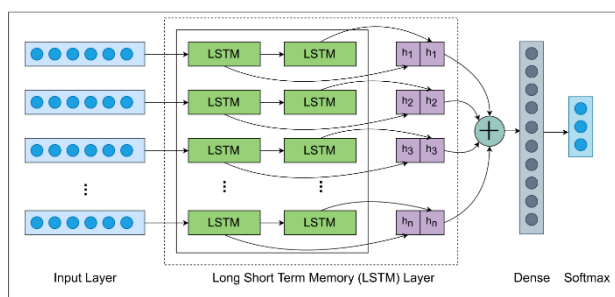 LSTM LSTM h₁ h₁
LSTM LSTM h₂ h₂
LSTM LSTM h₃ h₃
... ... ...
LSTM LSTM hₙ hₙ
+
Input Layer Long Short Term Memory (LSTM) Layer Dense Softmax